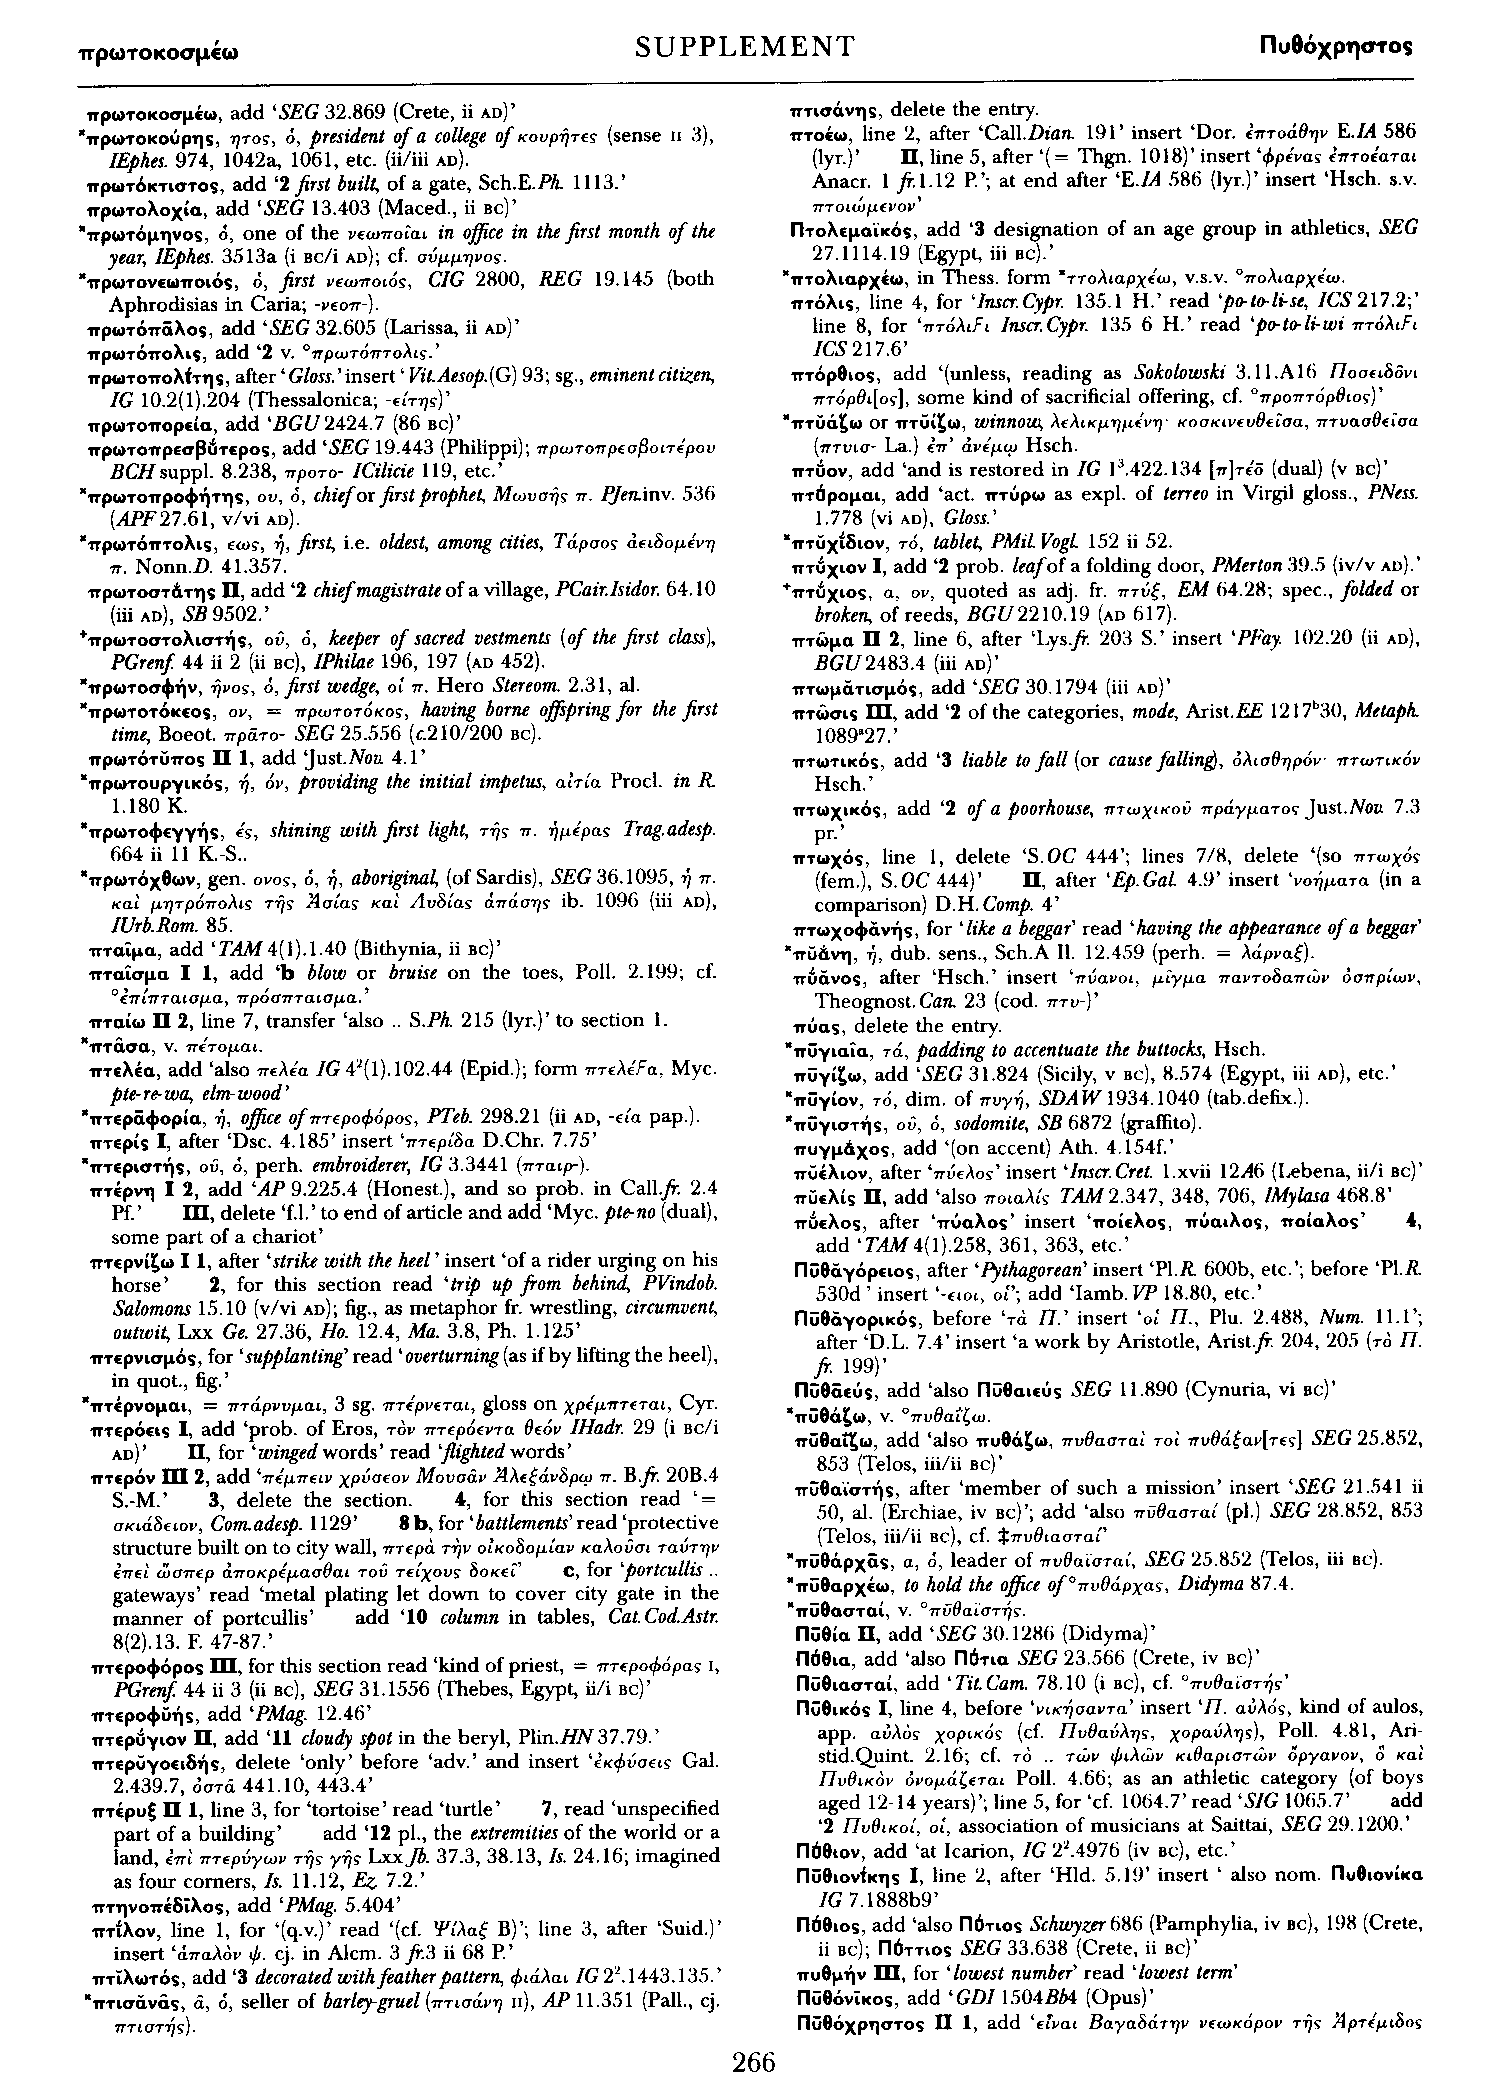 πρωτοκοσμέω SUPPLEMENT Πυθόχρηστος
πρωτοκοσμέω, add ‘SEG 32.869 (Crete, ii AD)’
*πρωτοκούρης, ητος, ὁ, president of a college of κουρῆτες (sense II 3),
IEphes. 974, 1042a, 1061, etc. (ii/iii AD).
πρωτόκτιστος, add ‘2 first built, of a gate, Sch.E.Ph. 1113.’
πρωτολοχία, add ‘SEG 13.403 (Maced., ii BC)’
*πρωτόμηνος, ὁ, one of the νεωποῖαι in office in the first month of the
year, IEphes. 3513a (i BC/i AD); cf. σύμμηνος.
*πρωτονεωποιός, ὁ, first νεωποιός, CIG 2800, REG 19.145 (both
Aphrodisias in Caria; -νεοπ-).
πρωτόπᾱλος, add ‘SEG 32.605 (Larissa, ii AD)’
πρωτόπολις, add ‘2 v. °πρωτόπτολις.’
πρωτοπολί̄της, after ‘Gloss.’ insert ‘Vit.Aesop.(G) 93; sg., eminent citizen,
IG 10.2(1).204 (Thessalonica; -είτης)’
πρωτοπορεία, add ‘BGU 2424.7 (86 BC)’
πρωτοπρεσβύ̆τερος, add ‘SEG 19.443 (Philippi); πρωτοπρεσβοιτέρου
BCH suppl. 8.238, προτο- ICilicie 119, etc.’
*πρωτοπροφήτης, ου, ὁ, chief or first prophet, Μωυσῆς π. PJen.inv. 536
(APF 27.61, v/vi AD).
*πρωτόπτολις, εως, ἡ, first, i.e. oldest, among cities, Τάρσος ἀειδομένη
π. Nonn.D. 41.357.
πρωτοστάτης II, add ‘2 chief magistrate of a village, PCair.Isidor. 64.10
(iii AD), SB 9502.’
⁺πρωτοστολιστής, οῦ, ὁ, keeper of sacred vestments (of the first class),
PGrenf. 44 ii 2 (ii BC), IPhilae 196, 197 (AD 452).
*πρωτοσφήν, ῆνος, ὁ, first wedge, οἱ π. Hero Stereom. 2.31, al.
*πρωτοτόκεος, ον, = πρωτοτόκος, having borne offspring for the first
time, Boeot. πρᾱτο- SEG 25.556 (c.210/200 BC).
πρωτότῠπος II 1, add ‘Just.Nov. 4.1’
*πρωτουργικός, ή, όν, providing the initial impetus, αἰτία Procl. in R.
1.180 K.
*πρωτοφεγγής, ές, shining with first light, τῆς π. ἡμέρας Trag.adesp.
664 ii 11 K.-S..
*πρωτόχθων, gen. ονος, ὁ, ἡ, aboriginal, (of Sardis), SEG 36.1095, ἡ π.
καὶ μητρόπολις τῆς Ἀσίας καὶ Λυδίας ἁπάσης ib. 1096 (iii AD),
IUrb.Rom. 85.
πταῖμα, add ‘TAM 4(1).1.40 (Bithynia, ii BC)’
πταῖσμα I 1, add ‘b blow or bruise on the toes, Poll. 2.199; cf.
°ἐπίπταισμα, πρόσπταισμα.’
πταίω II 2, line 7, transfer ‘also .. S.Ph. 215 (lyr.)’ to section 1.
*πτᾶσα, v. πέτομαι.
πτελέα, add ‘also πελέα IG 4²(1).102.44 (Epid.); form πτελέϝα, Myc.
pte-re-wa, elm-wood’
*πτερᾱφορία, ἡ, office of πτεροφόρος, PTeb. 298.21 (ii AD, -εία pap.).
πτερίς I, after ‘Dsc. 4.185’ insert ‘πτερίδα D.Chr. 7.75’
*πτεριστής, οῦ, ὁ, perh. embroiderer, IG 3.3441 (πταιρ-).
πτέρνη I 2, add ‘AP 9.225.4 (Honest.), and so prob. in Call.fr. 2.4
Pf.’ III, delete ‘f.l.’ to end of article and add ‘Myc. pte-no (dual),
some part of a chariot’
πτερνίζω I 1, after ‘strike with the heel’ insert ‘of a rider urging on his
horse’ 2, for this section read ‘trip up from behind, PVindob.
Salomons 15.10 (v/vi AD); fig., as metaphor fr. wrestling, circumvent,
outwit, Lxx Ge. 27.36, Ho. 12.4, Ma. 3.8, Ph. 1.125’
πτερνισμός, for ‘supplanting’ read ‘overturning (as if by lifting the heel),
in quot., fig.’
*πτέρνομαι, = πτάρνυμαι, 3 sg. πτέρνεται, gloss on χρέμπτεται, Cyr.
πτερόεις I, add ‘prob. of Eros, τὸν πτερόεντα θεόν IHadr. 29 (i BC/i
AD)’ II, for ‘winged words’ read ‘flighted words’
πτερόν III 2, add ‘πέμπειν χρύσεον Μουσᾶν Ἀλεξάνδρῳ π. B.fr. 20B.4
S.-M.’ 3, delete the section. 4, for this section read ‘=
σκιάδειον, Com.adesp. 1129’ 8 b, for ‘battlements’ read ‘protective
structure built on to city wall, πτερὰ τὴν οἰκοδομίαν καλοῦσι ταύτην
ἐπεὶ ὥσπερ ἀποκρέμασθαι τοῦ τείχους δοκεῖ’ c, for ‘portcullis ..
gateways’ read ‘metal plating let down to cover city gate in the
manner of portcullis’ add ‘10 column in tables, Cat.Cod.Astr.
8(2).13. F. 47-87.’
πτεροφόρος III, for this section read ‘kind of priest, = πτεροφόρας I,
PGrenf. 44 ii 3 (ii BC), SEG 31.1556 (Thebes, Egypt, ii/i BC)’
πτεροφῠής, add ‘PMag. 12.46’
πτερύ̆γιον II, add ‘11 cloudy spot in the beryl, Plin.HN 37.79.’
πτερῠγοειδής, delete ‘only’ before ‘adv.’ and insert ‘ἐκφύσεις Gal.
2.439.7, ὀστᾶ 441.10, 443.4’
πτέρυξ II 1, line 3, for ‘tortoise’ read ‘turtle’ 7, read ‘unspecified
part of a building’ add ‘12 pl., the extremities of the world or a
land, ἐπὶ πτερύγων τῆς γῆς Lxx Jb. 37.3, 38.13, Is. 24.16; imagined
as four corners, Is. 11.12, Ez. 7.2.’
πτηνοπέδῑλος, add ‘PMag. 5.404’
πτίλον, line 1, for ‘(q.v.)’ read ‘(cf. Ψίλαξ B)’; line 3, after ‘Suid.)’
insert ‘ἁπαλὸν ψ. cj. in Alcm. 3 fr.3 ii 68 P.’
πτῐλωτός, add ‘3 decorated with feather pattern, φιάλαι IG 2².1443.135.’
*πτισᾰνᾶς, ᾶ, ὁ, seller of barley-gruel (πτισάνη II), AP 11.351 (Pall., cj.
πτιστής).
πτισάνης, delete the entry.
πτοέω, line 2, after ‘Call.Dian. 191’ insert ‘Dor. ἐπτοάθην E.IA 586
(lyr.)’ II, line 5, after ‘(= Thgn. 1018)’ insert ‘φρένας ἐπτοέαται
Anacr. 1 fr.1.12 P.’; at end after ‘E.IA 586 (lyr.)’ insert ‘Hsch. s.v.
πτοιώμενον’
Πτολεμαϊκός, add ‘3 designation of an age group in athletics, SEG
27.1114.19 (Egypt, iii BC).’
*πτολιαρχέω, in Thess. form *ττολιαρχέω, v.s.v. °πολιαρχέω.
πτόλις, line 4, for ‘Inscr.Cypr. 135.1 H.’ read ‘po-to-li-se, ICS 217.2;’
line 8, for ‘πτόλιϝι Inscr.Cypr. 135 6 H.’ read ‘po-to-li-wi πτόλιϝι
ICS 217.6’
πτόρθιος, add ‘(unless, reading as Sokolowski 3.11.A16 Ποσειδῶνι
πτόρθι[ος], some kind of sacrificial offering, cf. °προπτόρθιος)’
*πτῠάζω or πτῠίζω, winnow, λελικμημένη· κοσκινευθεῖσα, πτυασθεῖσα
(πτυισ- La.) ἐπ’ ἀνέμῳ Hsch.
πτύ̆ον, add ‘and is restored in IG 1³.422.134 [π]τέō (dual) (v BC)’
πτύ̄ρομαι, add ‘act. πτύρω as expl. of terreo in Virgil gloss., PNess.
1.778 (vi AD), Gloss.’
*πτῠχί̆διον, τό, tablet, PMil.Vogl. 152 ii 52.
πτύ̆χιον I, add ‘2 prob. leaf of a folding door, PMerton 39.5 (iv/v AD).’
⁺πτύ̆χιος, α, ον, quoted as adj. fr. πτύξ, EM 64.28; spec., folded or
broken, of reeds, BGU 2210.19 (AD 617).
πτῶμα II 2, line 6, after ‘Lys.fr. 203 S.’ insert ‘PFay. 102.20 (ii AD),
BGU 2483.4 (iii AD)’
πτωμᾰτισμός, add ‘SEG 30.1794 (iii AD)’
πτῶσις III, add ‘2 of the categories, mode, Arist.EE 1217ᵇ30, Metaph.
1089ᵃ27.’
πτωτικός, add ‘3 liable to fall (or cause falling), ὀλισθηρόν· πτωτικόν
Hsch.’
πτωχικός, add ‘2 of a poorhouse, πτωχικοῦ πράγματος Just.Nov. 7.3
pr.’
πτωχός, line 1, delete ‘S.OC 444’; lines 7/8, delete ‘(so πτωχός
(fem.), S.OC 444)’ II, after ‘Ep.Gal. 4.9’ insert ‘νοήματα (in a
comparison) D.H.Comp. 4’
πτωχοφᾰνής, for ‘like a beggar’ read ‘having the appearance of a beggar’
*πῠάνη, ἡ, dub. sens., Sch.A Il. 12.459 (perh. = λάρναξ).
πύ̆ᾰνος, after ‘Hsch.’ insert ‘πύανοι, μῖγμα παντοδαπῶν ὀσπρίων,
Theognost.Can. 23 (cod. πτυ-)’
πύας, delete the entry.
*πῡγιαῖα, τά, padding to accentuate the buttocks, Hsch.
πῡγίζω, add ‘SEG 31.824 (Sicily, v BC), 8.574 (Egypt, iii AD), etc.’
*πῡγίον, τό, dim. of πυγή, SDAW 1934.1040 (tab.defix.).
*πῡγιστής, οῦ, ὁ, sodomite, SB 6872 (graffito).
πυγμάχος, add ‘(on accent) Ath. 4.154f.’
πῠέλιον, after ‘πύελος’ insert ‘Inscr.Cret. 1.xvii 12A6 (Lebena, ii/i BC)’
πῠελίς II, add ‘also ποιαλίς TAM 2.347, 348, 706, IMylasa 468.8’
πύ̆ελος, after ‘πύαλος’ insert ‘ποίελος, πύαιλος, ποίαλος’ 4,
add ‘TAM 4(1).258, 361, 363, etc.’
Πῡθᾰγόρειος, after ‘Pythagorean’ insert ‘Pl.R. 600b, etc.’; before ‘Pl.R.
530d’ insert ‘-ειοι, οἱ’; add ‘Iamb.VP 18.80, etc.’
Πῡθᾰγορικός, before ‘τὰ Π.’ insert ‘οἱ Π., Plu. 2.488, Num. 11.1’;
after ‘D.L. 7.4’ insert ‘a work by Aristotle, Arist.fr. 204, 205 (τὸ Π.
fr. 199)’
Πῡθᾱεύς, add ‘also Πῡθαιεύς SEG 11.890 (Cynuria, vi BC)’
*πῡθάζω, v. °πυθαΐζω.
πῡθαΐζω, add ‘also πυθάζω, πυθασταὶ τοὶ πυθάξαν[τες] SEG 25.852,
853 (Telos, iii/ii BC)’
πῡθαϊστής, after ‘member of such a mission’ insert ‘SEG 21.541 ii
50, al. (Erchiae, iv BC)’; add ‘also πῡθασταί (pl.) SEG 28.852, 853
(Telos, iii/ii BC), cf. ‡πυθιασταί’
*πῡθάρχᾱς, α, ὁ, leader of πυθαϊσταί, SEG 25.852 (Telos, iii BC).
*πῡθαρχέω, to hold the office of °πυθάρχας, Didyma 87.4.
*πῡθασταί, v. °πῡθαϊστής.
Πῡθία II, add ‘SEG 30.1286 (Didyma)’
Πύ̄θια, add ‘also Πύ̄τια SEG 23.566 (Crete, iv BC)’
Πῡθιασταί, add ‘Tit.Cam. 78.10 (i BC), cf. °πυθαϊστής’
Πῡθικός I, line 4, before ‘νικήσαντα’ insert ‘Π. αὐλός, kind of aulos,
app. αὐλὸς χορικός (cf. Πυθαύλης, χοραύλης), Poll. 4.81, Ari-
stid.Quint. 2.16; cf. τὸ .. τῶν ψιλῶν κιθαριστῶν ὄργανον, ὃ καὶ
Πυθικὸν ὀνομάζεται Poll. 4.66; as an athletic category (of boys
aged 12-14 years)’; line 5, for ‘cf. 1064.7’ read ‘SIG 1065.7’ add
‘2 Πυθικοί, οἱ, association of musicians at Saittai, SEG 29.1200.’
Πύ̄θιον, add ‘at Icarion, IG 2².4976 (iv BC), etc.’
Πῡθιονί̄κης I, line 2, after ‘Hld. 5.19’ insert ‘ also nom. Πυθιονίκα
IG 7.1888b9’
Πύ̄θιος, add ‘also Πύ̄τιος Schwyzer 686 (Pamphylia, iv BC), 198 (Crete,
ii BC); Πύ̄ττιος SEG 33.638 (Crete, ii BC)’
πυθμήν III, for ‘lowest number’ read ‘lowest term’
Πῡθόνῑκος, add ‘GDI 1504Bb4 (Opus)’
Πῡθόχρηστος II 1, add ‘εἶναι Βαγαδάτην νεωκόρον τῆς Ἀρτέμιδος
266